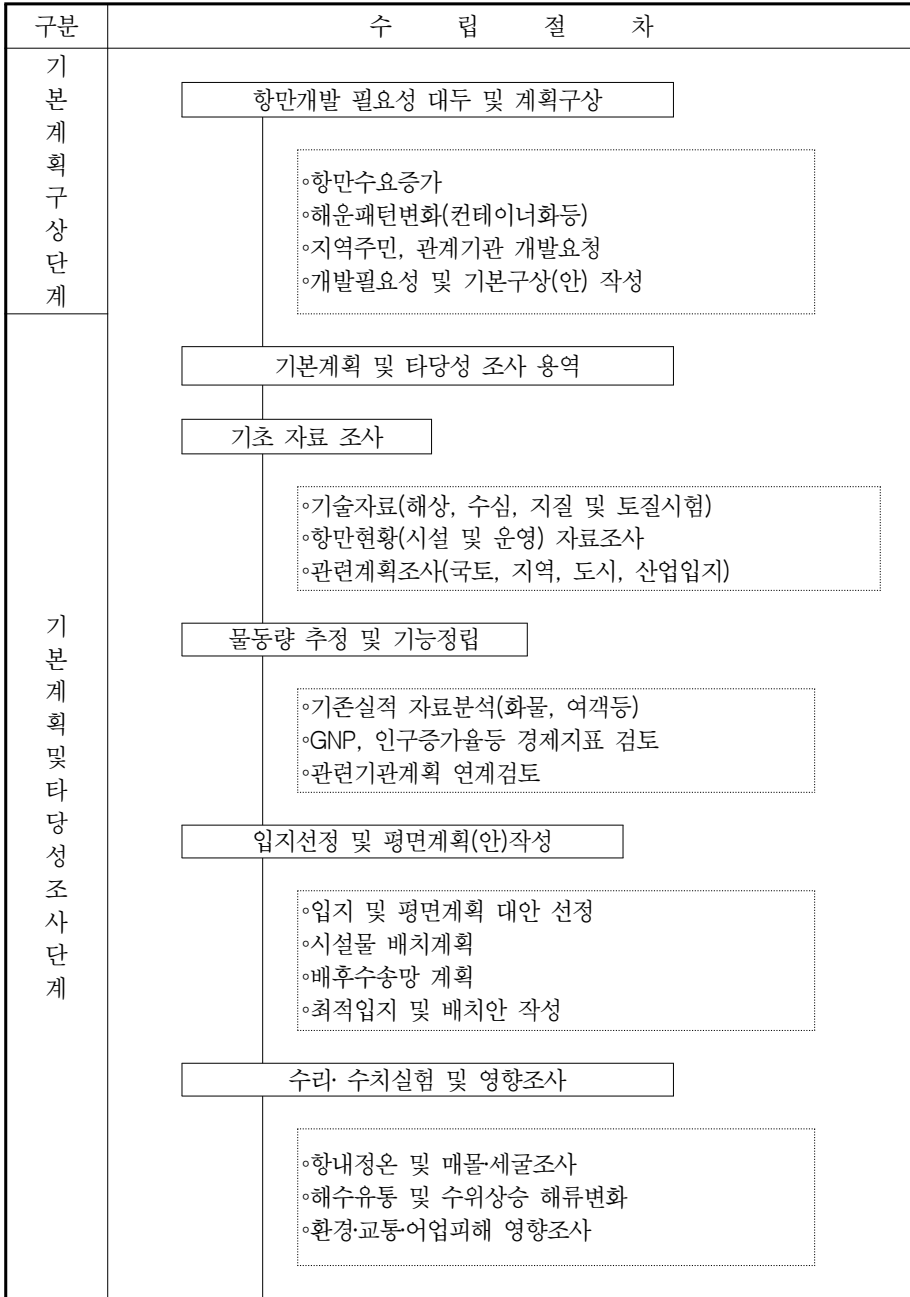 구분
수 립 절 차
기본계획구상단계
항만개발 필요성 대두 및 계획구상
◦항만수요증가
◦해운패턴변화(컨테이너화등)
◦지역주민, 관계기관 개발요청
◦개발필요성 및 기본구상(안) 작성
기본계획및타당성조사단계
기본계획 및 타당성 조사 용역
기초 자료 조사
◦기술자료(해상, 수심, 지질 및 토질시험)
◦항만현황(시설 및 운영) 자료조사
◦관련계획조사(국토, 지역, 도시, 산업입지)
물동량 추정 및 기능정립
◦기존실적 자료분석(화물, 여객등)
◦GNP, 인구증가율등 경제지표 검토
◦관련기관계획 연계검토
입지선정 및 평면계획(안)작성
◦입지 및 평면계획 대안 선정
◦시설물 배치계획
◦배후수송망 계획
◦최적입지 및 배치안 작성
수리· 수치실험 및 영향조사
◦항내정온 및 매몰·세굴조사
◦해수유통 및 수위상승 해류변화
◦환경·교통·어업피해 영향조사